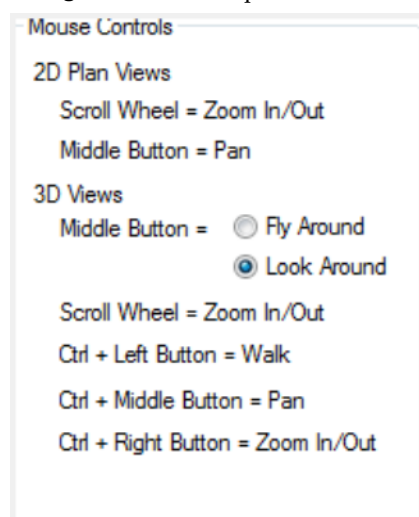 Mouse Controls
2D Plan Views
Scroll Wheel = Zoom In/Out
Middle Button = Pan
3D Views
Middle Button = Fly Around
Look Around
Scroll Wheel = Zoom In/Out
Ctrl + Left Button = Walk
Ctrl + Middle Button = Pan
Ctrl + Right Button = Zoom In/Out